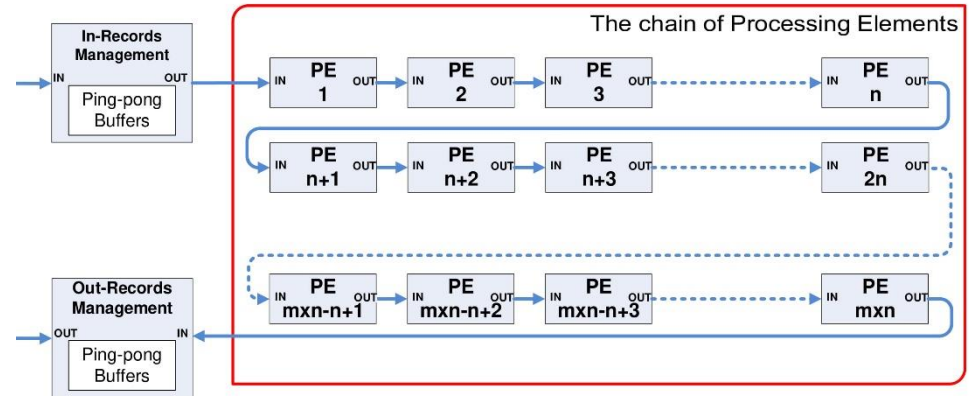 The chain of Processing Elements
In-Records
Management
IN OUT
Ping-pong
Buffers
IN PE OUT
1
IN PE OUT
2
IN PE OUT
3
IN PE OUT
n
IN PE OUT
n+1
IN PE OUT
n+2
IN PE OUT
n+3
IN PE OUT
2n
Out-Records
Management
OUT IN
Ping-pong
Buffers
IN PE OUT
mxn-n+1
IN PE OUT
mxn-n+2
IN PE OUT
mxn-n+3
IN PE OUT
mxn